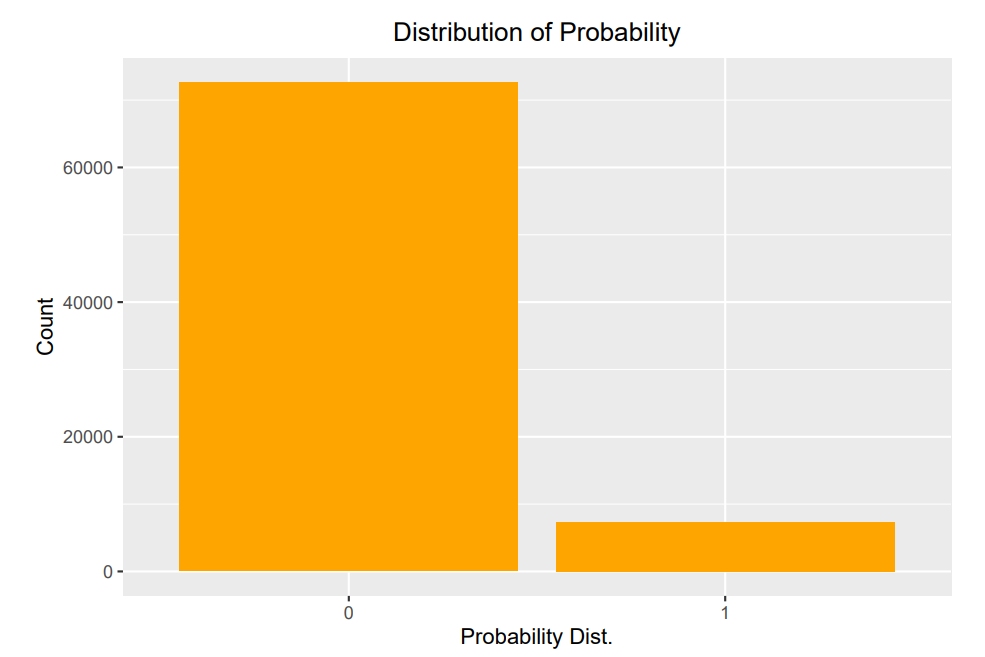 Distribution of Probability
Count
60000
40000
20000
0
0 1
Probability Dist.